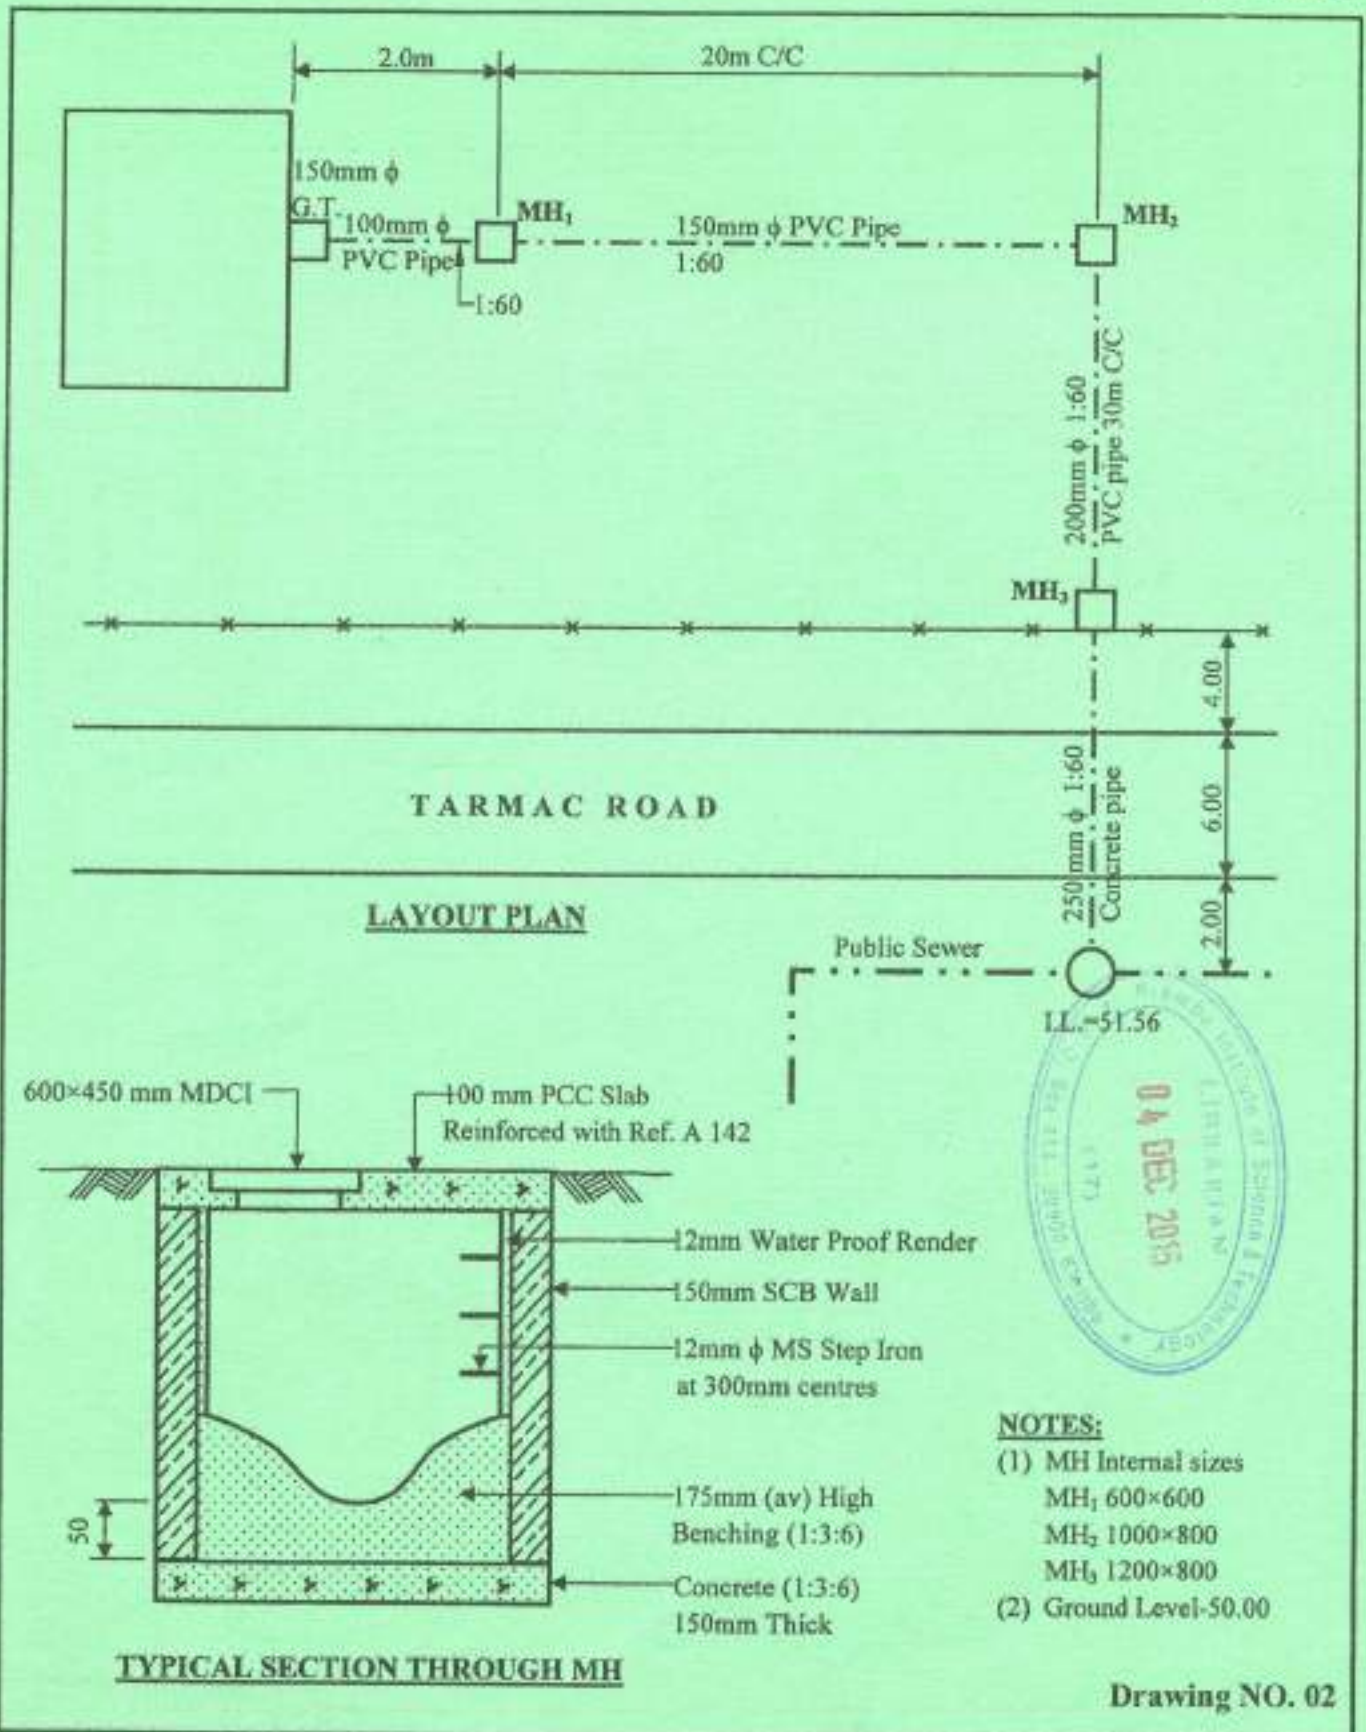 2.0m
20m C/C
150mm ϕ
G.T.
100mm ϕ
PVC Pipe
1:60
MH₁
150mm ϕ PVC Pipe
1:60
MH₂
200mm ϕ 1:60
PVC pipe 30m C/C
MH₃
4.00
TARMAC ROAD
6.00
250 mm ϕ 1:60
Concrete pipe
LAYOUT PLAN
2.00
Public Sewer
I.L.=51.56
LIBRARIAN
04 DEC 2015
Science & Technology
600×450 mm MDCI
100 mm PCC Slab
Reinforced with Ref. A 142
12mm Water Proof Render
150mm SCB Wall
12mm ϕ MS Step Iron
at 300mm centres
175mm (av) High
Benching (1:3:6)
50
Concrete (1:3:6)
150mm Thick
TYPICAL SECTION THROUGH MH
NOTES:
(1) MH Internal sizes
MH₁ 600×600
MH₂ 1000×800
MH₃ 1200×800
(2) Ground Level-50.00
Drawing NO. 02